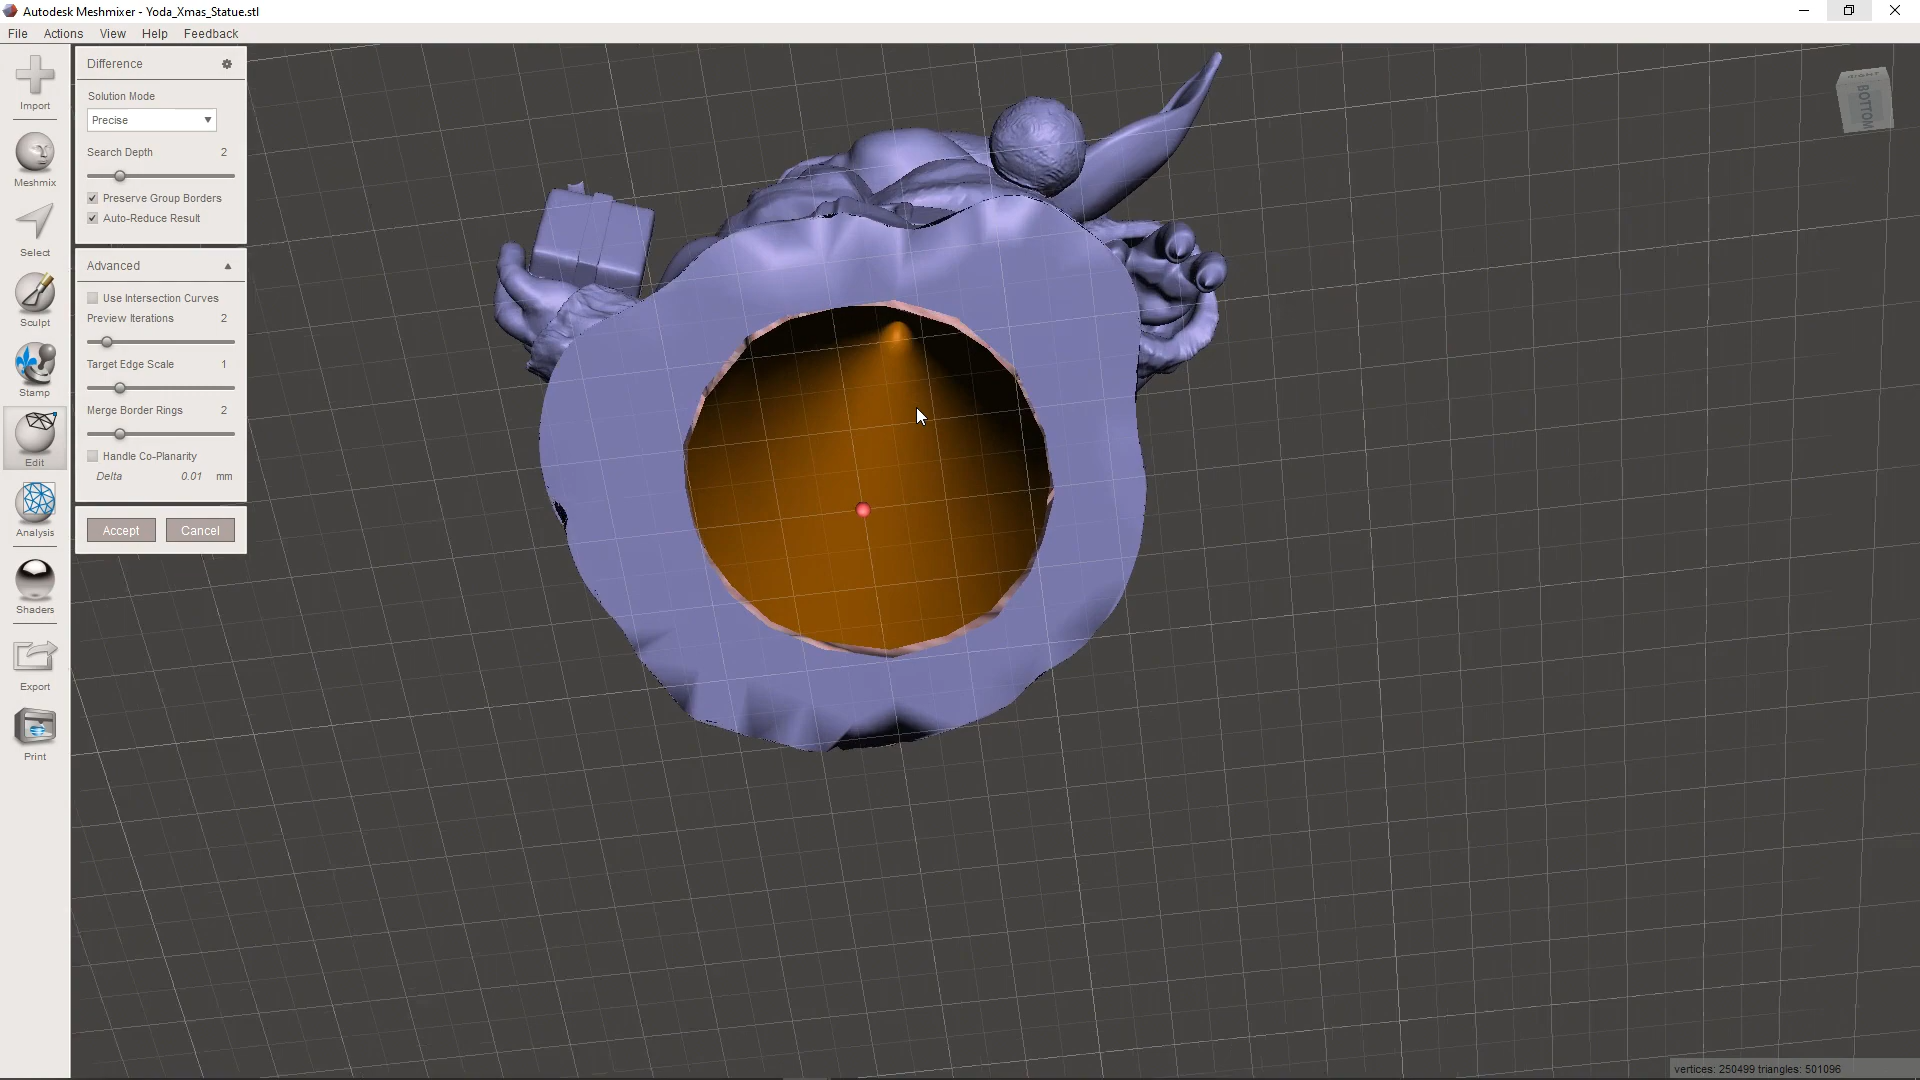 Autodesk Meshmixer - Yoda_Xmas_Statue.stl
File Actions View Help Feedback
Import
Meshmix
Select
Sculpt
Stamp
Edit
Analysis
Shaders
Export
Print
Difference
Solution Mode
Precise
Search Depth 2
Preserve Group Borders
Auto-Reduce Result
Advanced
Use Intersection Curves
Preview Iterations 2
Target Edge Scale 1
Merge Border Rings 2
Handle Co-Planarity
Delta 0.01 mm
Accept Cancel
RIGHT
BOTTOM
vertices: 250499 triangles: 501096